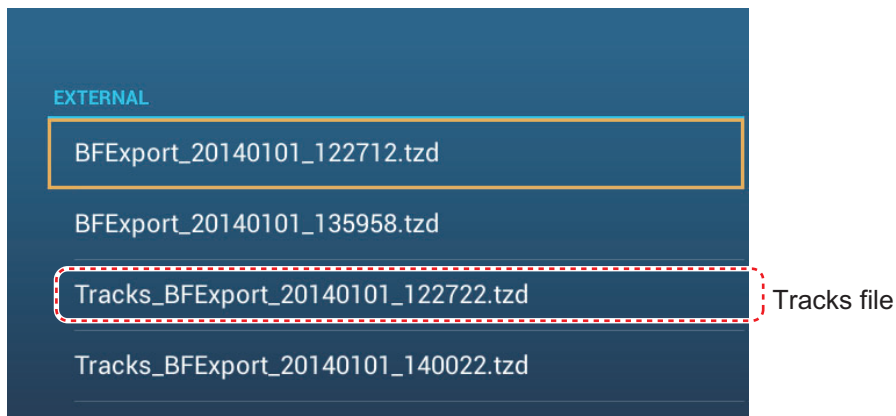 EXTERNAL
BFExport_20140101_122712.tzd
BFExport_20140101_135958.tzd
Tracks_BFExport_20140101_122722.tzd
Tracks file
Tracks_BFExport_20140101_140022.tzd